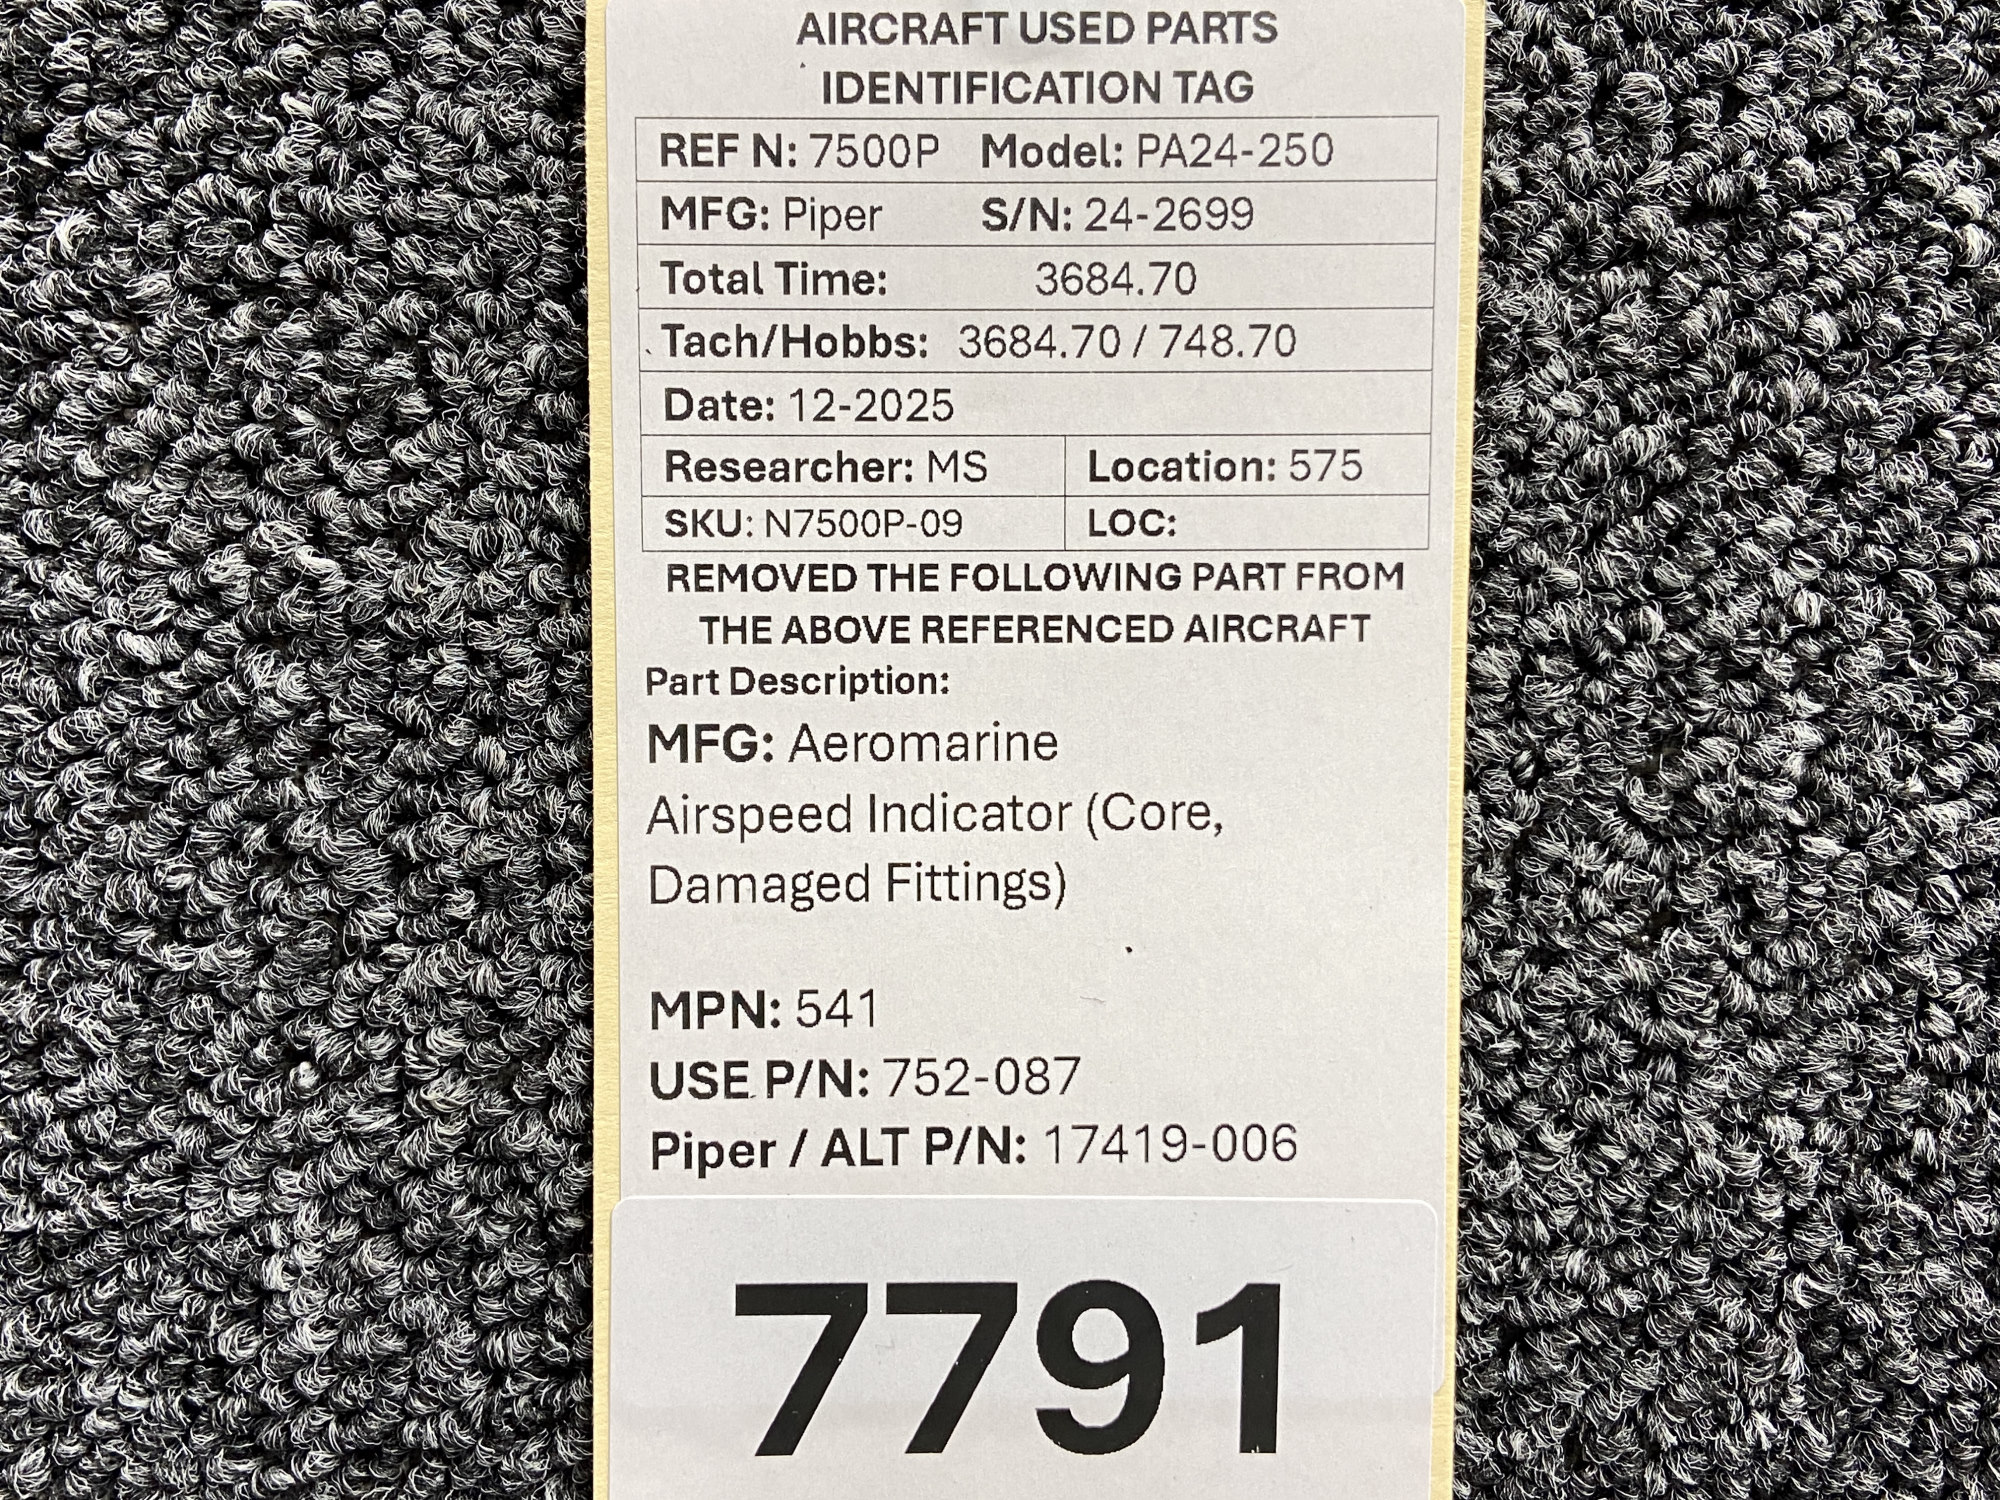 AIRCRAFT USED PARTS
IDENTIFICATION TAG
REF N: 7500P Model: PA24-250
MFG: Piper S/N: 24-2699
Total Time: 3684.70
Tach/Hobbs: 3684.70 / 748.70
Date: 12-2025
Researcher: MS Location: 575
SKU: N7500P-09 LOC:
REMOVED THE FOLLOWING PART FROM
THE ABOVE REFERENCED AIRCRAFT
Part Description:
MFG: Aeromarine
Airspeed Indicator (Core,
Damaged Fittings)
MPN: 541
USE P/N: 752-087
Piper / ALT P/N: 17419-006
7791